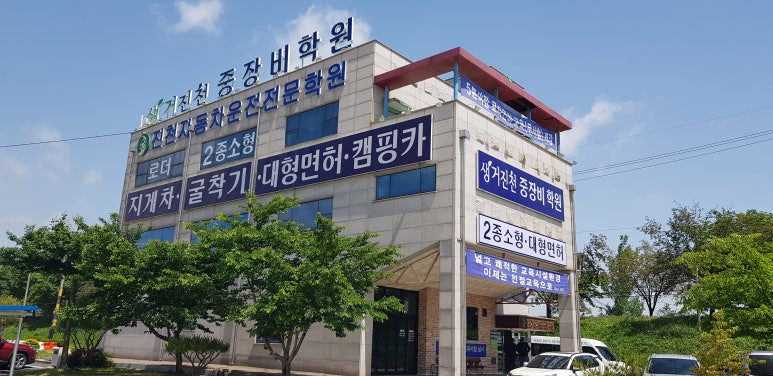 생거진천 중장비학원
진천자동차운전전문학원
로더
2종소형
지게차·굴착기·대형면허·캠핑카
생거진천 중장비 학원
2종소형·대형면허
넓고 쾌적한 교육시설환경
이제는 친절교육으로